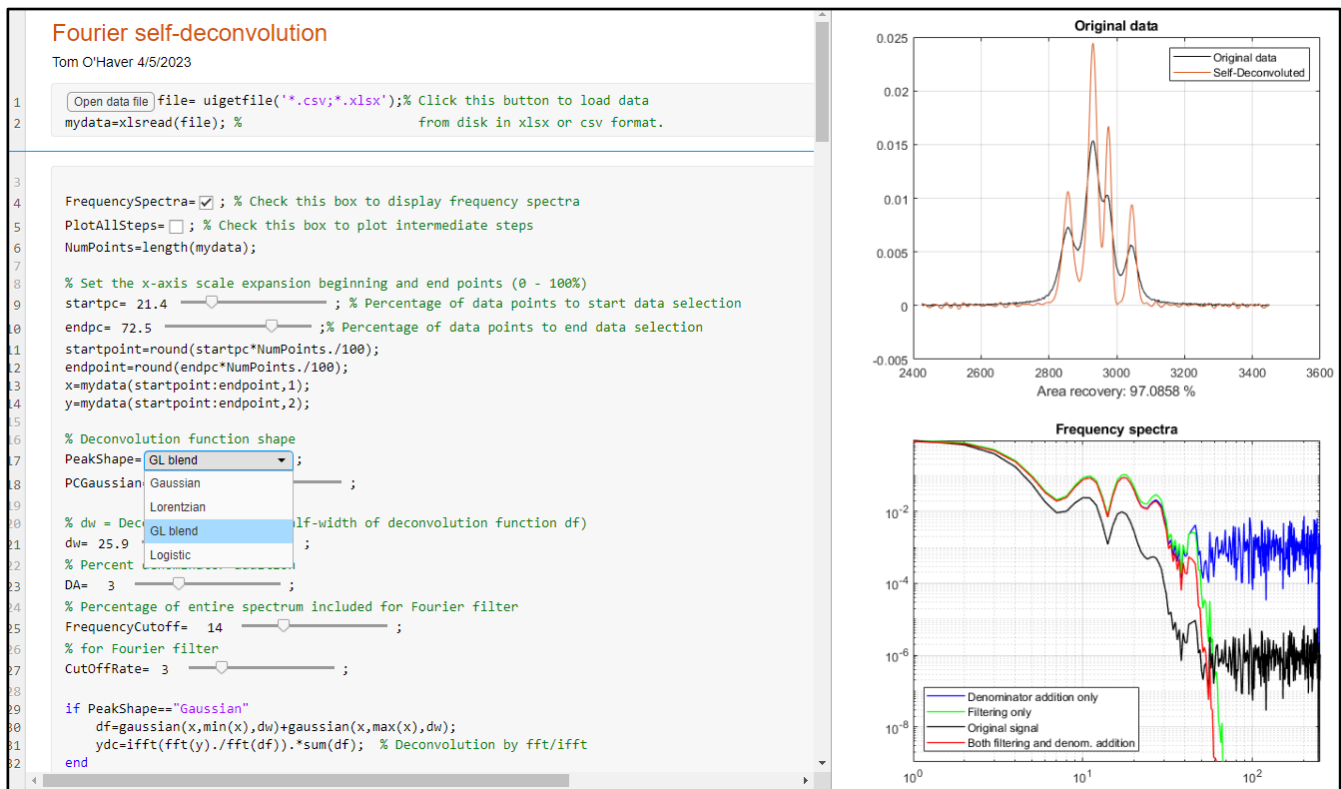 Fourier self-deconvolution
Tom O'Haver 4/5/2023
1 Open data file file= uigetfile('*.csv;*.xlsx');% Click this button to load data
2 mydata=xlsread(file); % from disk in xlsx or csv format.
3
4 FrequencySpectra= ; % Check this box to display frequency spectra
5 PlotAllSteps= ; % Check this box to plot intermediate steps
6 NumPoints=length(mydata);
7
8 % Set the x-axis scale expansion beginning and end points (0 - 100%)
9 startpc= 21.4 ; % Percentage of data points to start data selection
10 endpc= 72.5 ;% Percentage of data points to end data selection
11 startpoint=round(startpc*NumPoints./100);
12 endpoint=round(endpc*NumPoints./100);
13 x=mydata(startpoint:endpoint,1);
14 y=mydata(startpoint:endpoint,2);
15
16 % Deconvolution function shape
17 PeakShape= GL blend ;
Gaussian
18 PCGaussian ;
19 Lorentzian
20 % dw = Dec GL blend lf-width of deconvolution function df)
21 dw= 25.9 ;
Logistic
22 % Percent addition
23 DA= 3 ;
24 % Percentage of entire spectrum included for Fourier filter
25 FrequencyCutoff= 14 ;
26 % for Fourier filter
27 CutOffRate= 3 ;
28
29 if PeakShape=="Gaussian"
30 df=gaussian(x,min(x),dw)+gaussian(x,max(x),dw);
31 ydc=ifft(fft(y)./fft(df)).*sum(df); % Deconvolution by fft/ifft
32 end
Original data
Original data
Self-Deconvoluted
0.025
0.02
0.015
0.01
0.005
0
-0.005
2400 2600 2800 3000 3200 3400 3600
Area recovery: 97.0858 %
Frequency spectra
10-2
10-4
10-6
10-8
Denominator addition only
Filtering only
Original signal
Both filtering and denom. addition
100 101 102